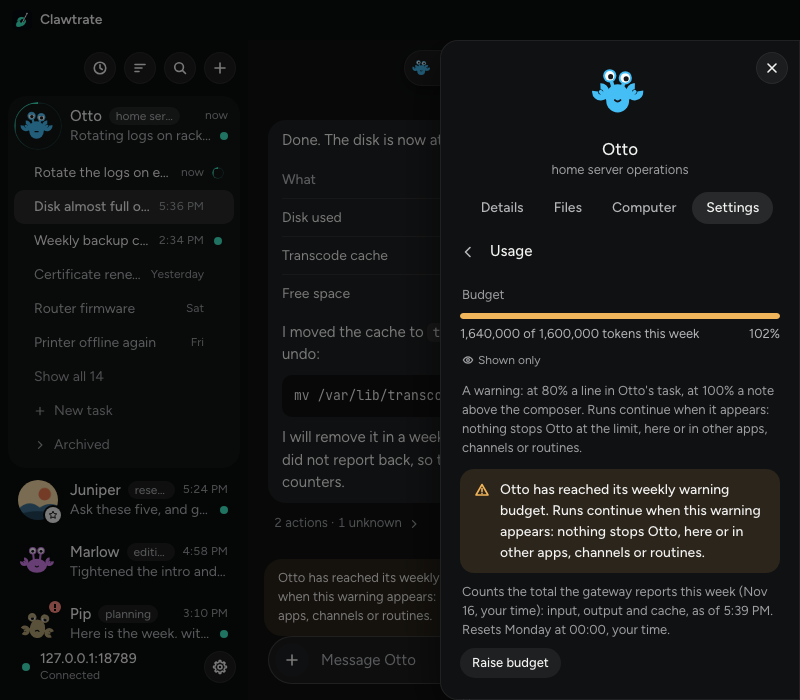 Clawtrate
Otto
home ser...
now
Rotating logs on rack...
Rotate the logs on e...
now
Disk almost full o...
5:36 PM
Weekly backup c...
2:34 PM
Certificate rene...
Yesterday
Router firmware
Sat
Printer offline again
Fri
Show all 14
New task
Archived
Juniper
rese...
5:24 PM
Ask these five, and g...
Marlow
editi...
4:58 PM
Tightened the intro and...
Pip
planning
3:10 PM
Here is the week. wit...
127.0.0.1:18789
Connected
Done. The disk is now at
What
Disk used
Transcode cache
Free space
I moved the cache to
undo:
mv /var/lib/transco
I will remove it in a week
did not report back, so t
counters.
2 actions · 1 unknown
Otto has reached its weekly
when this warning appears:
apps, channels or routines.
Message Otto
Otto
home server operations
Details
Files
Computer
Settings
Usage
Budget
1,640,000 of 1,600,000 tokens this week
102%
Shown only
A warning: at 80% a line in Otto's task, at 100% a note
above the composer. Runs continue when it appears:
nothing stops Otto at the limit, here or in other apps,
channels or routines.
Otto has reached its weekly warning
budget. Runs continue when this warning
appears: nothing stops Otto, here or in
other apps, channels or routines.
Counts the total the gateway reports this week (Nov
16, your time): input, output and cache, as of 5:39 PM.
Resets Monday at 00:00, your time.
Raise budget